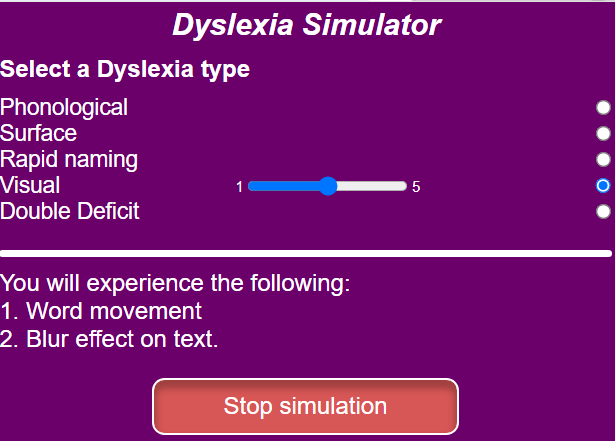 Dyslexia Simulator
Select a Dyslexia type
Phonological
Surface
Rapid naming
Visual 1 5
Double Deficit
You will experience the following:
1. Word movement
2. Blur effect on text.
Stop simulation